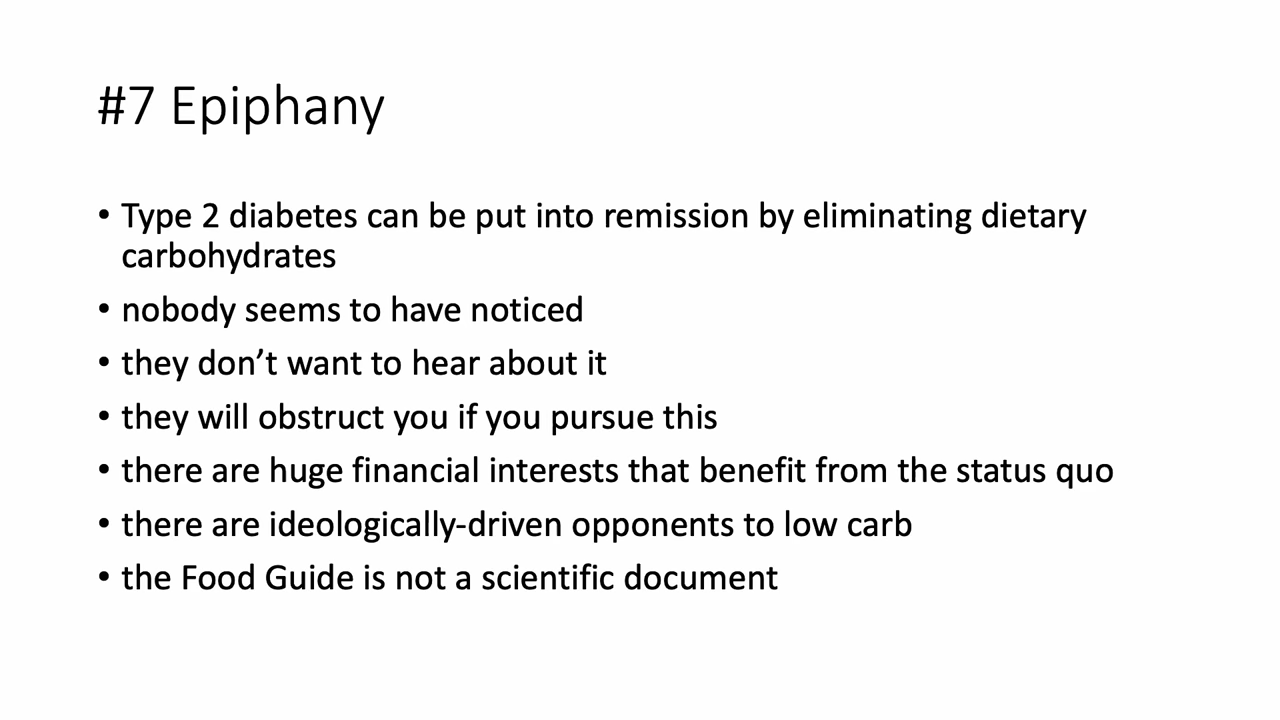 #7 Epiphany
• Type 2 diabetes can be put into remission by eliminating dietary
carbohydrates
• nobody seems to have noticed
• they don’t want to hear about it
• they will obstruct you if you pursue this
• there are huge financial interests that benefit from the status quo
• there are ideologically-driven opponents to low carb
• the Food Guide is not a scientific document